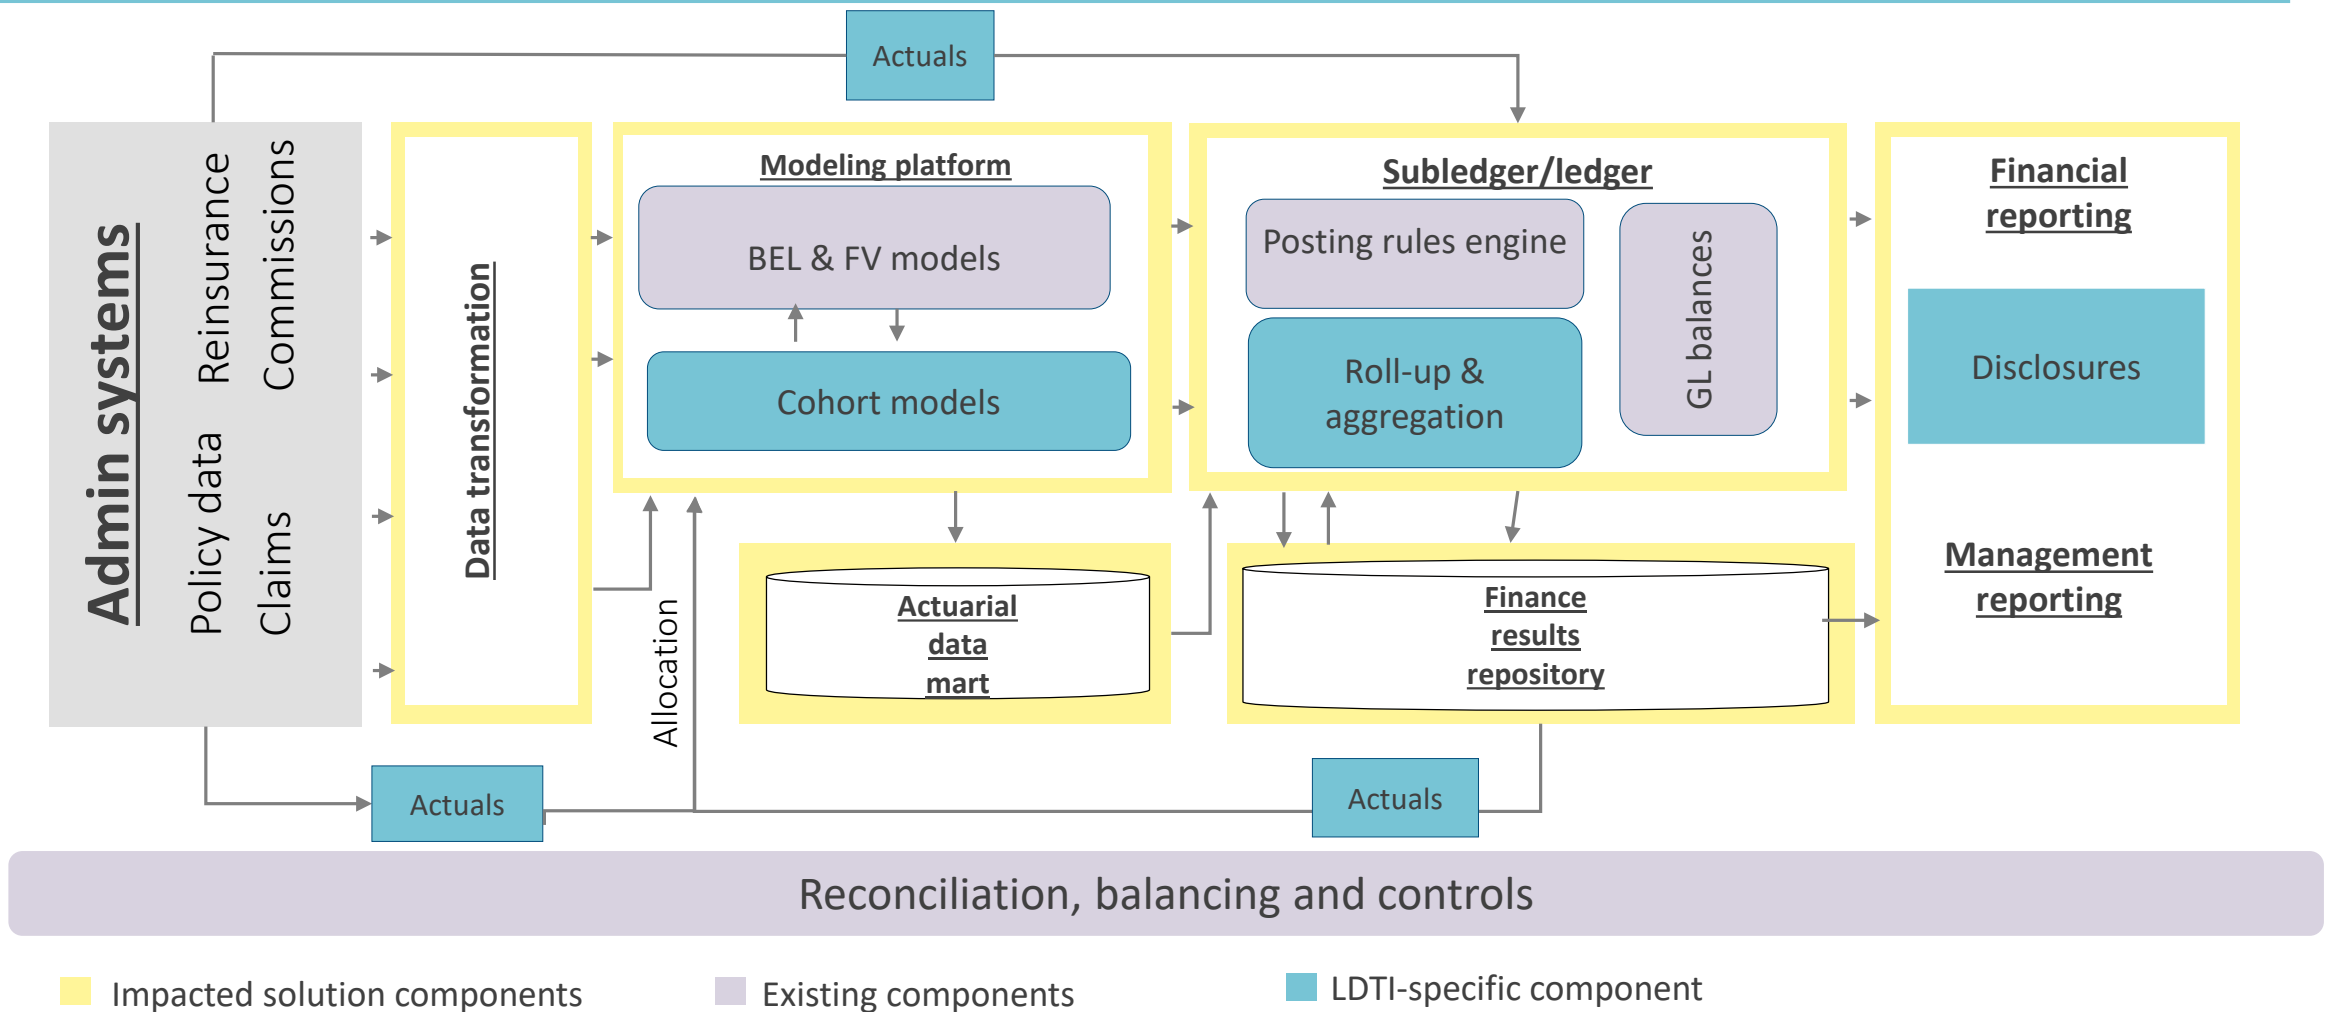 Actuals
Admin systems
Policy data
Reinsurance
Claims
Commissions
Data transformation
Modeling platform
BEL & FV models
Cohort models
Subledger/ledger
Posting rules engine
Roll-up &
aggregation
GL balances
Financial
reporting
Disclosures
Management
reporting
Allocation
Actuarial
data
mart
Finance
results
repository
Actuals
Actuals
Reconciliation, balancing and controls
Impacted solution components
Existing components
LDTI-specific component